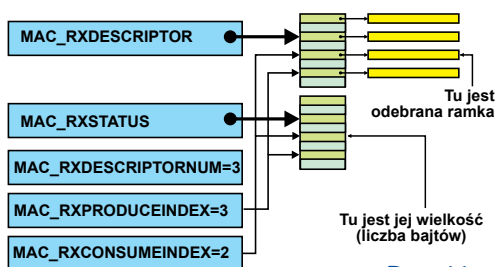 MAC_RXDESCRIPTOR
Tu jest
odebrana ramka
MAC_RXSTATUS
MAC_RXDESCRIPTORNUM=3
MAC_RXPRODUCEINDEX=3
Tu jest jej wielkość
(liczba bajtów)
MAC_RXCONSUMEINDEX=2